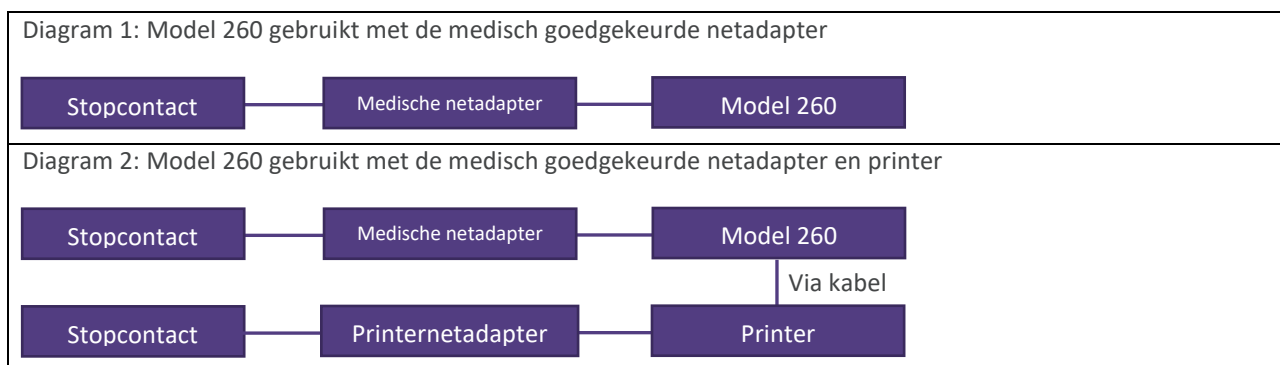 Diagram 1: Model 260 gebruikt met de medisch goedgekeurde netadapter
Stopcontact Medische netadapter Model 260
Diagram 2: Model 260 gebruikt met de medisch goedgekeurde netadapter en printer
Stopcontact Medische netadapter Model 260
Via kabel
Stopcontact Printernetadapter Printer